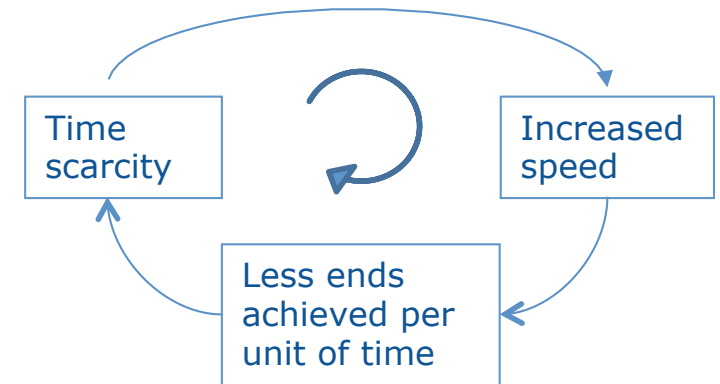 Time
scarcity
Increased
speed
Less ends
achieved per
unit of time